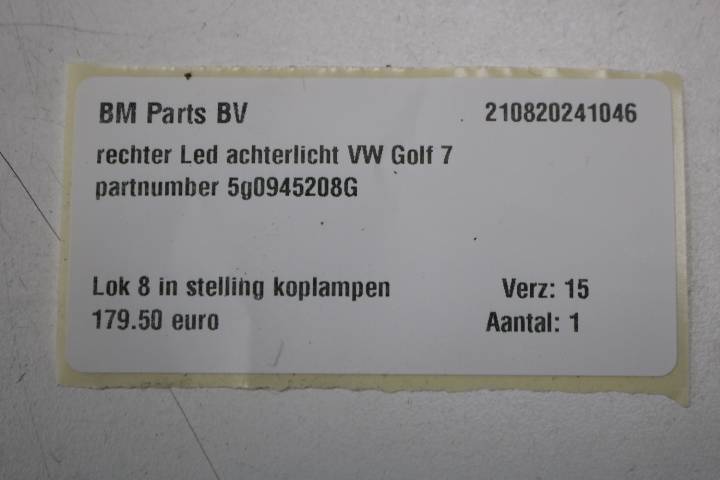 BM Parts BV 210820241046
rechter Led achterlicht VW Golf 7
partnumber 5g0945208G
Lok 8 in stelling koplampen Verz: 15
179.50 euro Aantal: 1